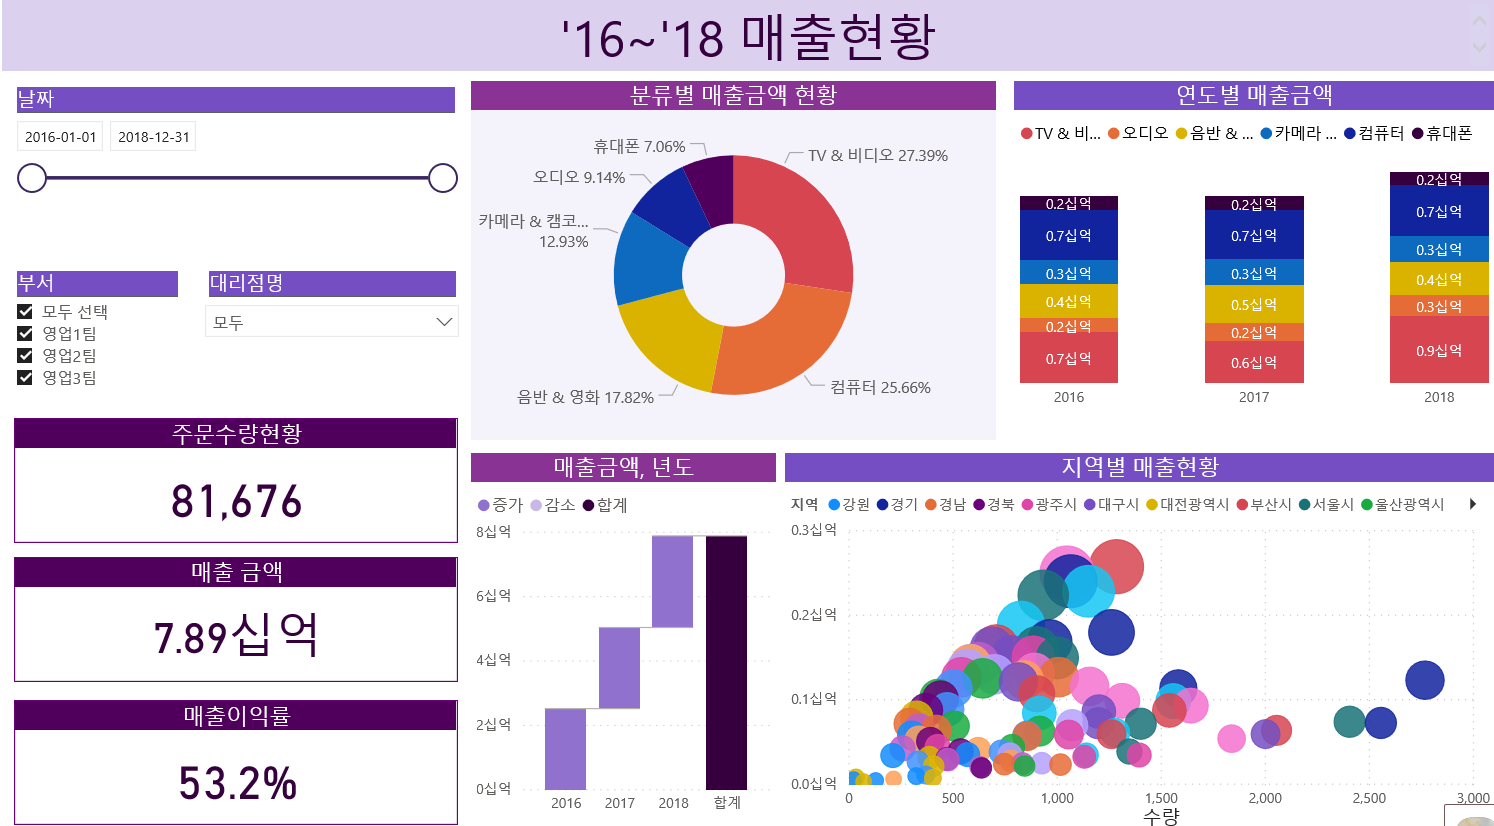 '16~'18 매출현황
날짜
2016-01-01 2018-12-31
부서
모두 선택
영업1팀
영업2팀
영업3팀
대리점명
모두
주문수량현황
81,676
매출 금액
7.89십억
매출이익률
53.2%
분류별 매출금액 현황
휴대폰 7.06%
TV & 비디오 27.39%
오디오 9.14%
카메라 & 캠코...
12.93%
음반 & 영화 17.82%
컴퓨터 25.66%
연도별 매출금액
TV & 비... 오디오 음반 & ... 카메라 ... 컴퓨터 휴대폰
0.2십억
0.7십억
0.3십억
0.4십억
0.2십억
0.7십억
2016
0.2십억
0.7십억
0.3십억
0.5십억
0.2십억
0.6십억
2017
0.2십억
0.7십억
0.3십억
0.4십억
0.3십억
0.9십억
2018
매출금액, 년도
증가 감소 합계
8십억
6십억
4십억
2십억
0십억
2016 2017 2018 합계
지역별 매출현황
지역 강원 경기 경남 경북 광주시 대구시 대전광역시 부산시 서울시 울산광역시
0.3십억
0.2십억
0.1십억
0.0십억
0 500 1,000 1,500 2,000 2,500 3,000
수량